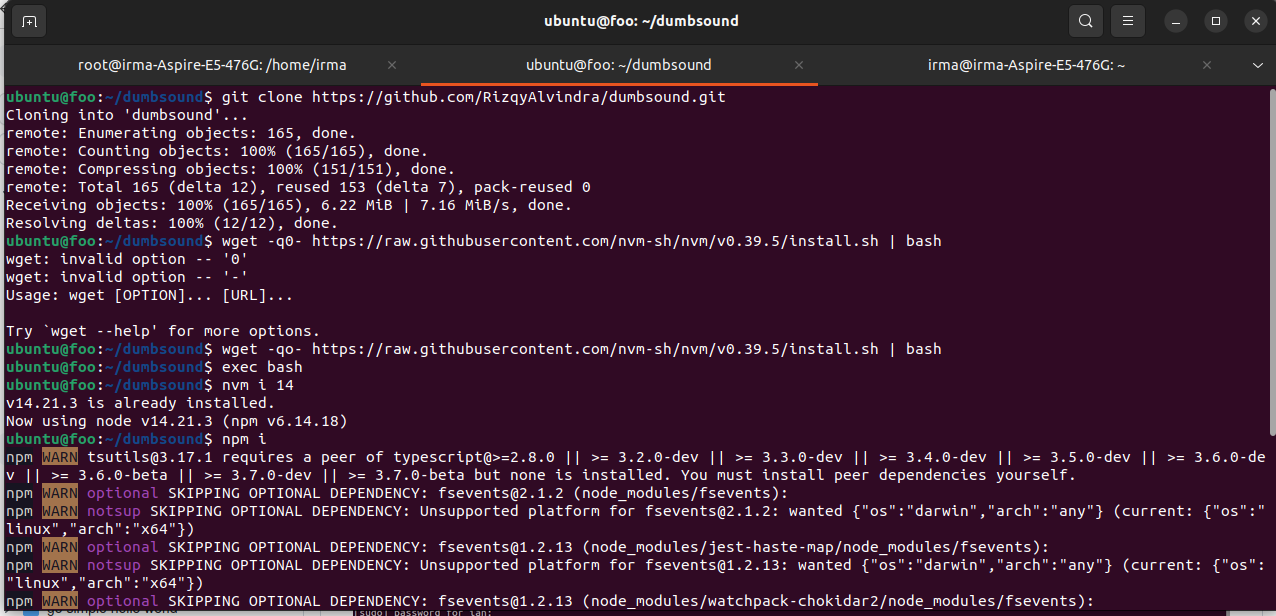 ubuntu@foo: ~/dumbsound
root@irma-Aspire-E5-476G: /home/irma
ubuntu@foo: ~/dumbsound
irma@irma-Aspire-E5-476G: ~
ubuntu@foo:~/dumbsound$ git clone https://github.com/RizqyAlvindra/dumbsound.git
Cloning into 'dumbsound'...
remote: Enumerating objects: 165, done.
remote: Counting objects: 100% (165/165), done.
remote: Compressing objects: 100% (151/151), done.
remote: Total 165 (delta 12), reused 153 (delta 7), pack-reused 0
Receiving objects: 100% (165/165), 6.22 MiB | 7.16 MiB/s, done.
Resolving deltas: 100% (12/12), done.
ubuntu@foo:~/dumbsound$ wget -q0- https://raw.githubusercontent.com/nvm-sh/nvm/v0.39.5/install.sh | bash
wget: invalid option -- '0'
wget: invalid option -- '-'
Usage: wget [OPTION]... [URL]...
Try `wget --help' for more options.
ubuntu@foo:~/dumbsound$ wget -qo- https://raw.githubusercontent.com/nvm-sh/nvm/v0.39.5/install.sh | bash
ubuntu@foo:~/dumbsound$ exec bash
ubuntu@foo:~/dumbsound$ nvm i 14
v14.21.3 is already installed.
Now using node v14.21.3 (npm v6.14.18)
ubuntu@foo:~/dumbsound$ npm i
npm WARN tsutils@3.17.1 requires a peer of typescript@>=2.8.0 || >= 3.2.0-dev || >= 3.3.0-dev || >= 3.4.0-dev || >= 3.5.0-dev || >= 3.6.0-de
v || >= 3.6.0-beta || >= 3.7.0-dev || >= 3.7.0-beta but none is installed. You must install peer dependencies yourself.
npm WARN optional SKIPPING OPTIONAL DEPENDENCY: fsevents@2.1.2 (node_modules/fsevents):
npm WARN notsup SKIPPING OPTIONAL DEPENDENCY: Unsupported platform for fsevents@2.1.2: wanted {"os":"darwin","arch":"any"} (current: {"os":"
linux","arch":"x64"})
npm WARN optional SKIPPING OPTIONAL DEPENDENCY: fsevents@1.2.13 (node_modules/jest-haste-map/node_modules/fsevents):
npm WARN notsup SKIPPING OPTIONAL DEPENDENCY: Unsupported platform for fsevents@1.2.13: wanted {"os":"darwin","arch":"any"} (current: {"os":
"linux","arch":"x64"})
npm WARN optional SKIPPING OPTIONAL DEPENDENCY: fsevents@1.2.13 (node_modules/watchpack-chokidar2/node_modules/fsevents):